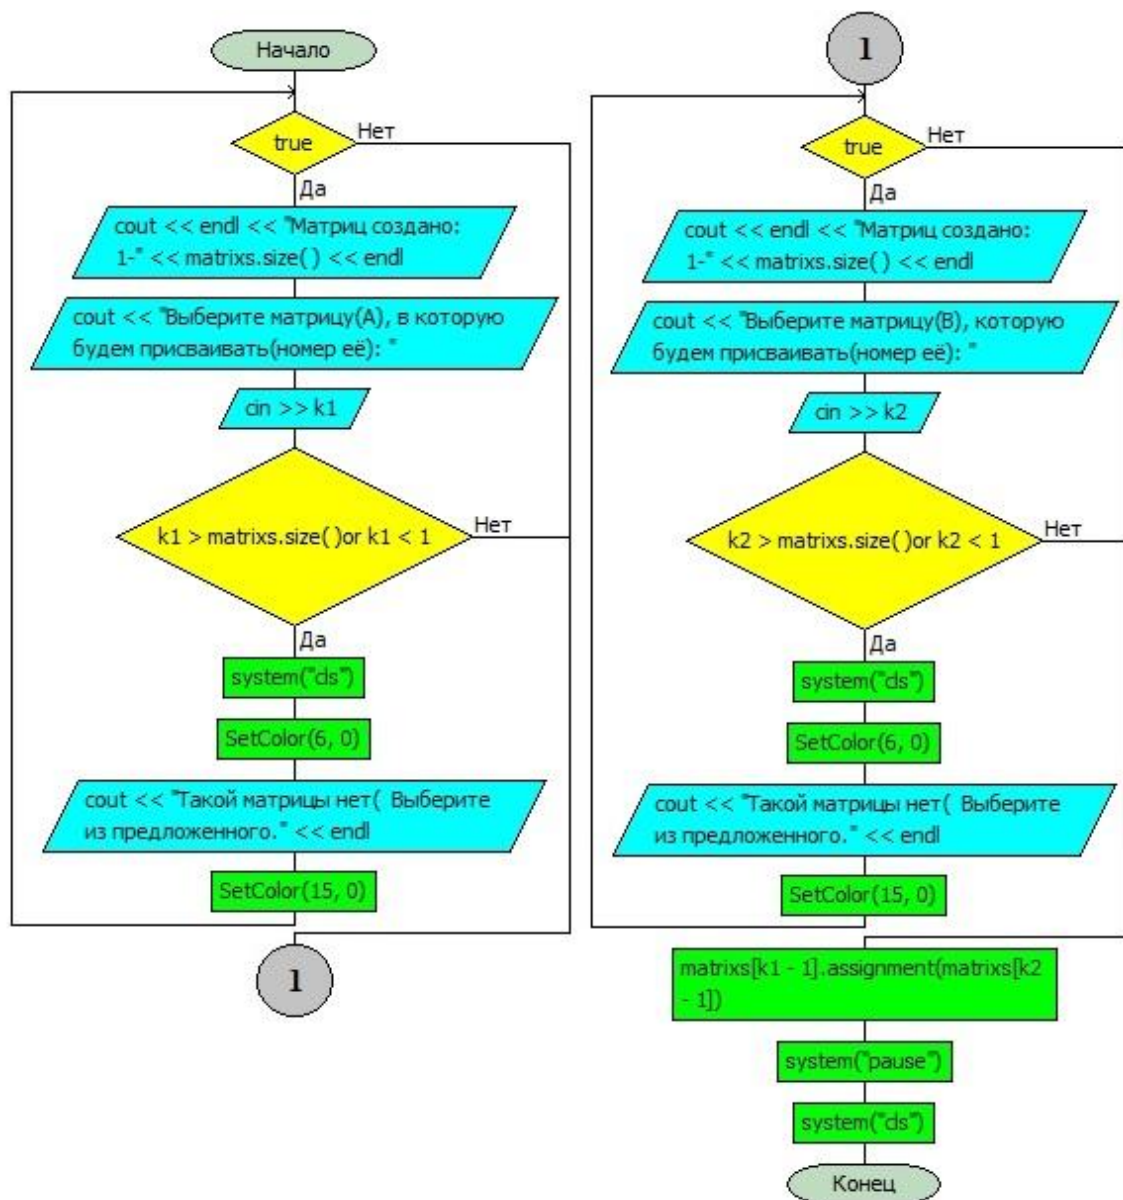 Начало
true
Нет
Да
cout << endl << "Матриц создано:
1-" << matrixs.size() << endl
cout << "Выберите матрицу(A), в которую
будем присваивать(номер её): "
cin >> k1
k1 > matrixs.size()or k1 < 1
Нет
Да
system("cls")
SetColor(6, 0)
cout << "Такой матрицы нет(  Выберите
из предложенного." << endl
SetColor(15, 0)
1
1
true
Нет
Да
cout << endl << "Матриц создано:
1-" << matrixs.size() << endl
cout << "Выберите матрицу(B), которую
будем присваивать(номер её): "
cin >> k2
k2 > matrixs.size()or k2 < 1
Нет
Да
system("cls")
SetColor(6, 0)
cout << "Такой матрицы нет(  Выберите
из предложенного." << endl
SetColor(15, 0)
matrixs[k1 - 1].assignment(matrixs[k2
- 1])
system("pause")
system("cls")
Конец